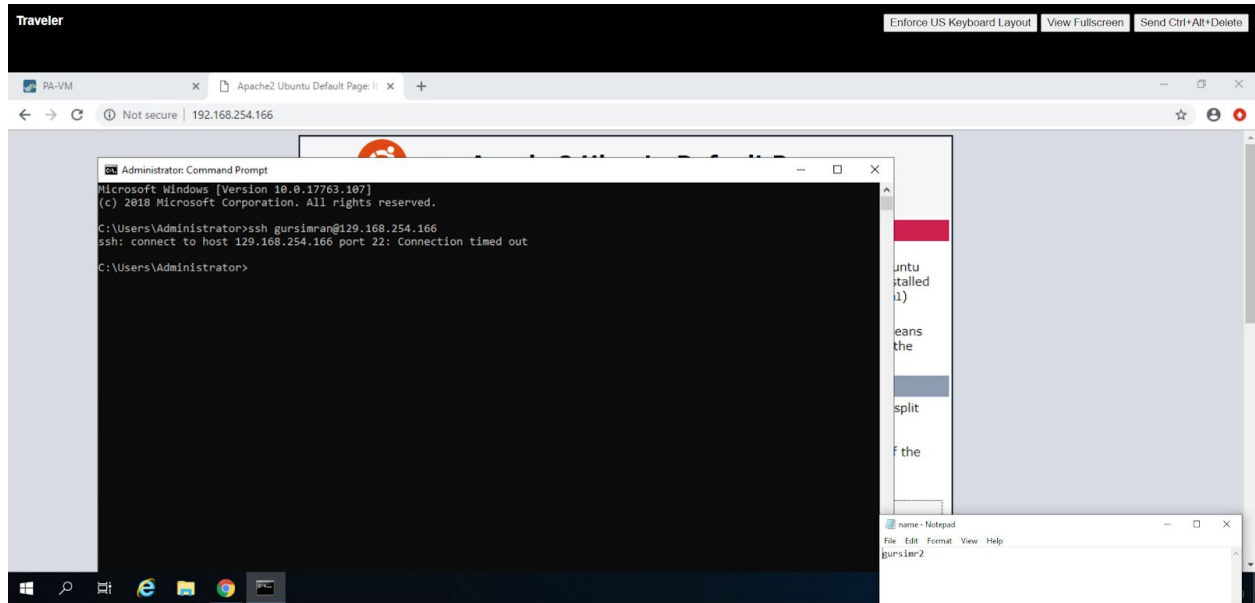 Traveler
Enforce US Keyboard Layout View Fullscreen Send Ctrl+Alt+Delete
PA-VM Apache2 Ubuntu Default Page: It
Not secure | 192.168.254.166
Administrator: Command Prompt
Microsoft Windows [Version 10.0.17763.107]
(c) 2018 Microsoft Corporation. All rights reserved.
C:\Users\Administrator>ssh gursimran@129.168.254.166
ssh: connect to host 129.168.254.166 port 22: Connection timed out
C:\Users\Administrator>
untu
stalled
l)
eans
the
split
f the
name - Notepad
File Edit Format View Help
gursimr2